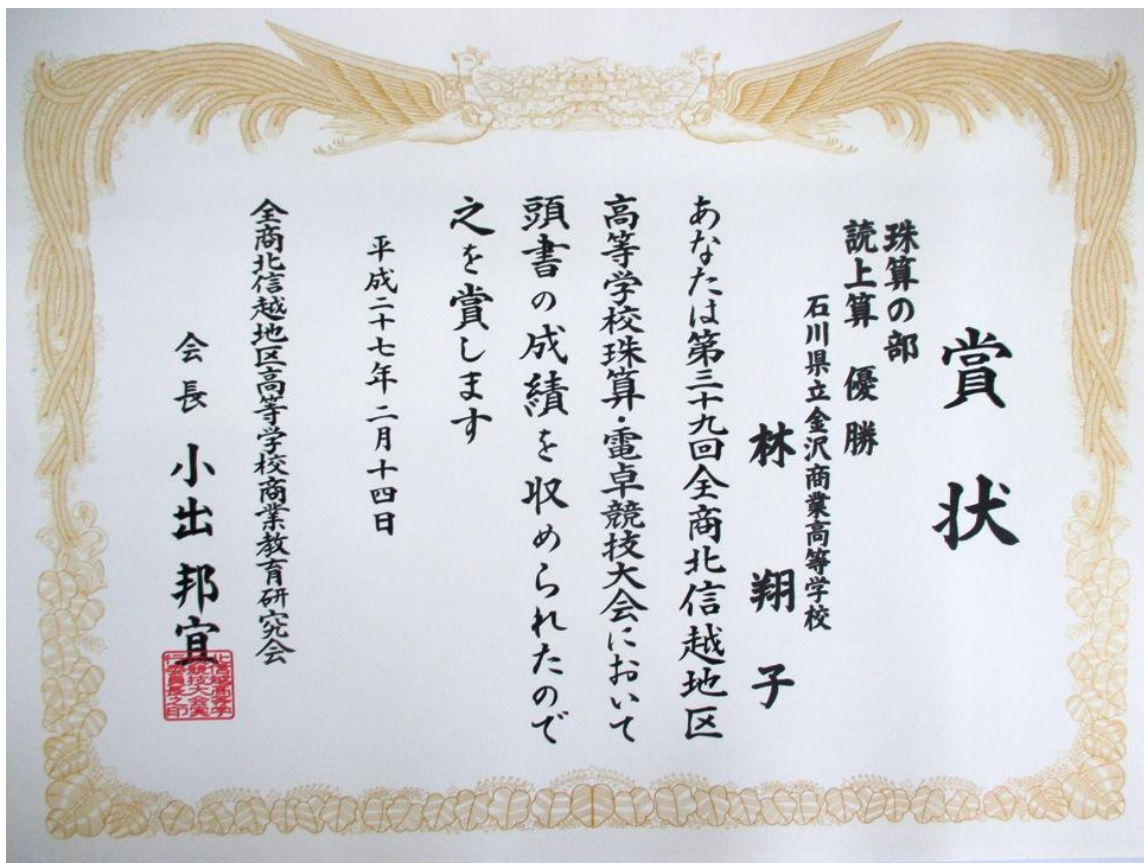 賞状
珠算の部
読上算 優勝
石川県立金沢商業高等学校
林 翔子
あなたは第三十九回全商北信越地区
高等学校珠算・電卓競技大会において
頭書の成績を収められたので
之を賞します
平成二十七年二月十四日
全商北信越地区高等学校商業教育研究会
会長 小出邦宜